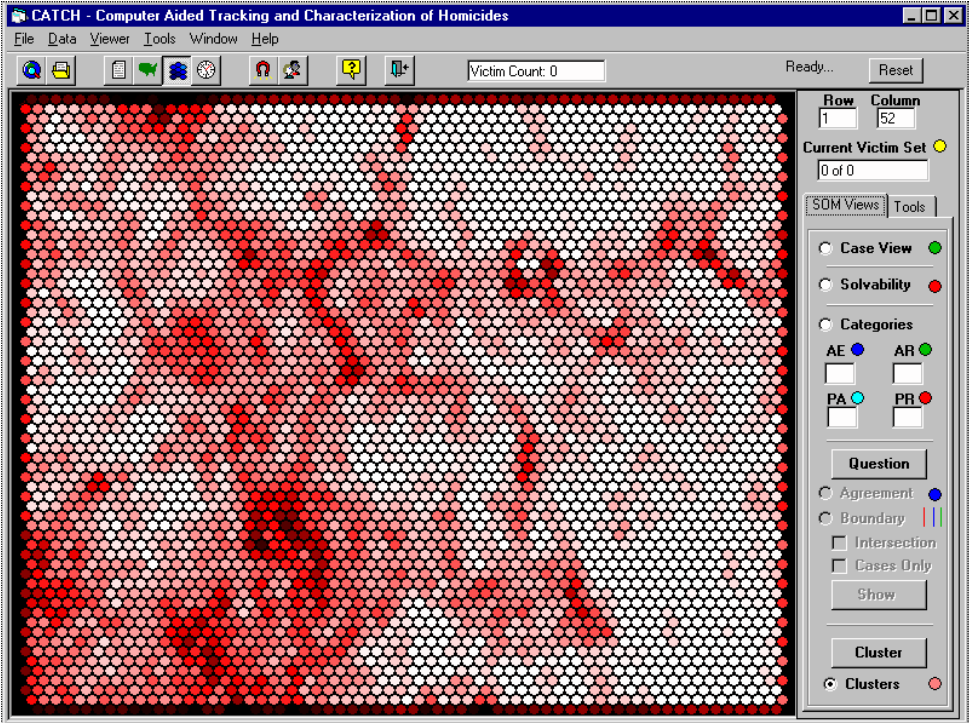 CATCH - Computer Aided Tracking and Characterization of Homicides
File Data Viewer Tools Window Help
Victim Count: 0
Ready...
Reset
Row Column
1 52
Current Victim Set
0 of 0
SOM Views Tools
Case View
Solvability
Categories
AE AR
PA PR
Question
Agreement
Boundary
Intersection
Cases Only
Show
Cluster
Clusters